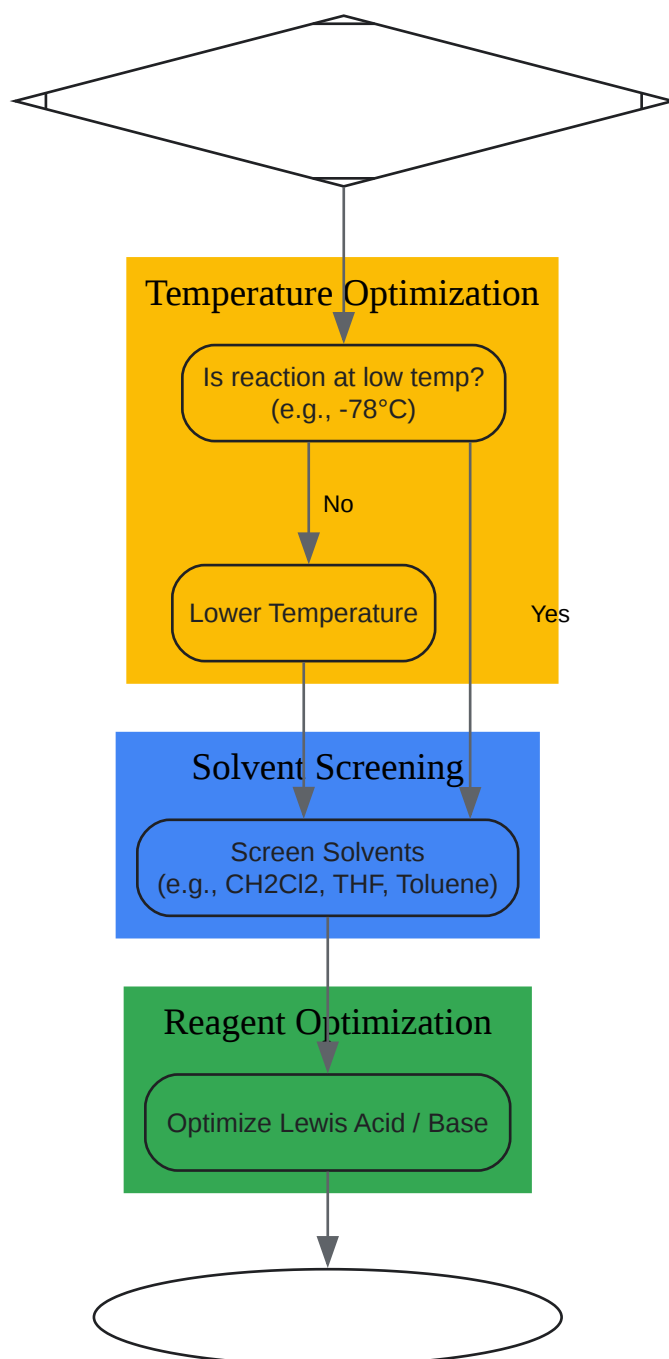 Temperature Optimization
Is reaction at low temp?
(e.g., -78°C)
No
Lower Temperature
Yes
Solvent Screening
Screen Solvents
(e.g., CH2Cl2, THF, Toluene)
Reagent Optimization
Optimize Lewis Acid / Base